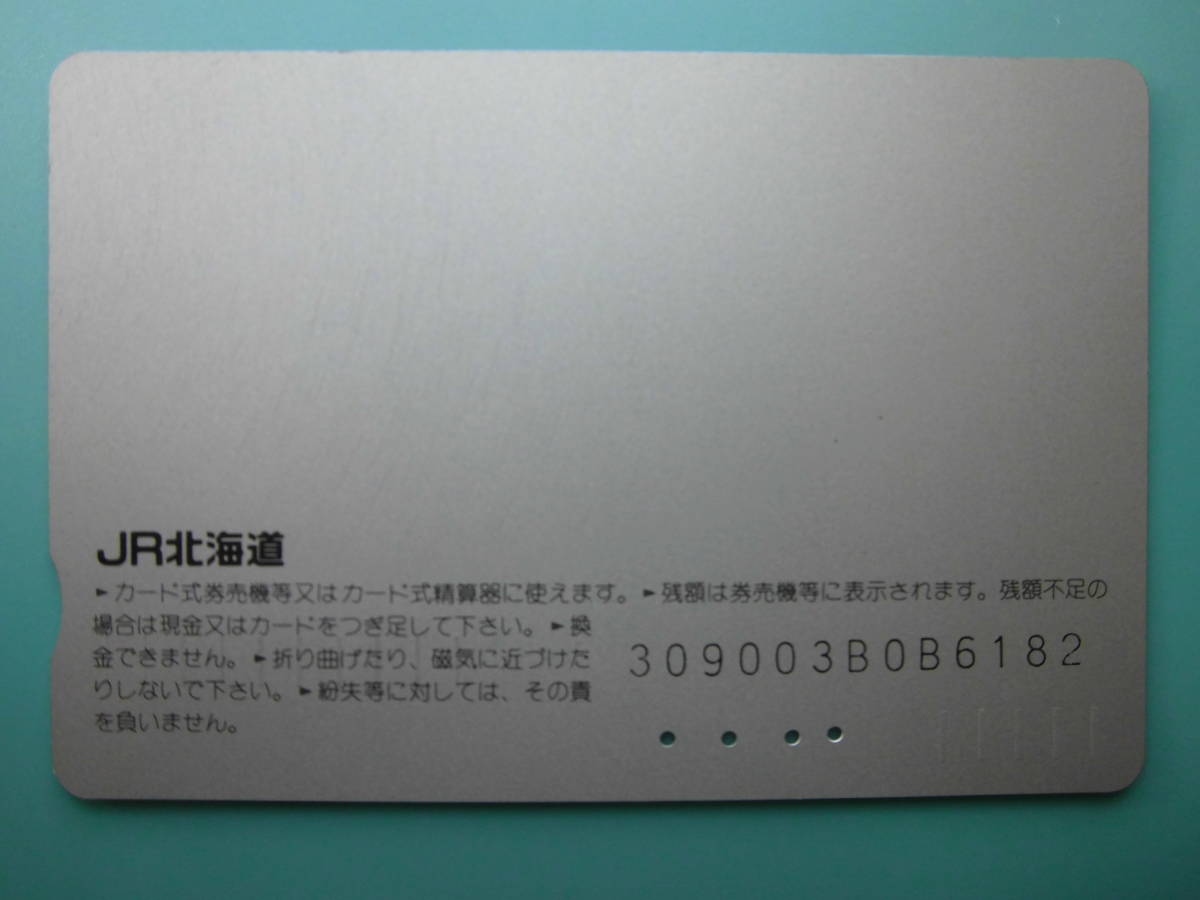 JR北海道
►カード式券売機等又はカード式精算器に使えます。►残額は券売機等に表示されます。残額不足の
場合は現金又はカードをつぎ足して下さい。►換
金できません。►折り曲げたり、磁気に近づけた
りしないで下さい。►紛失等に対しては、その責
を負いません。
309003B0B6182